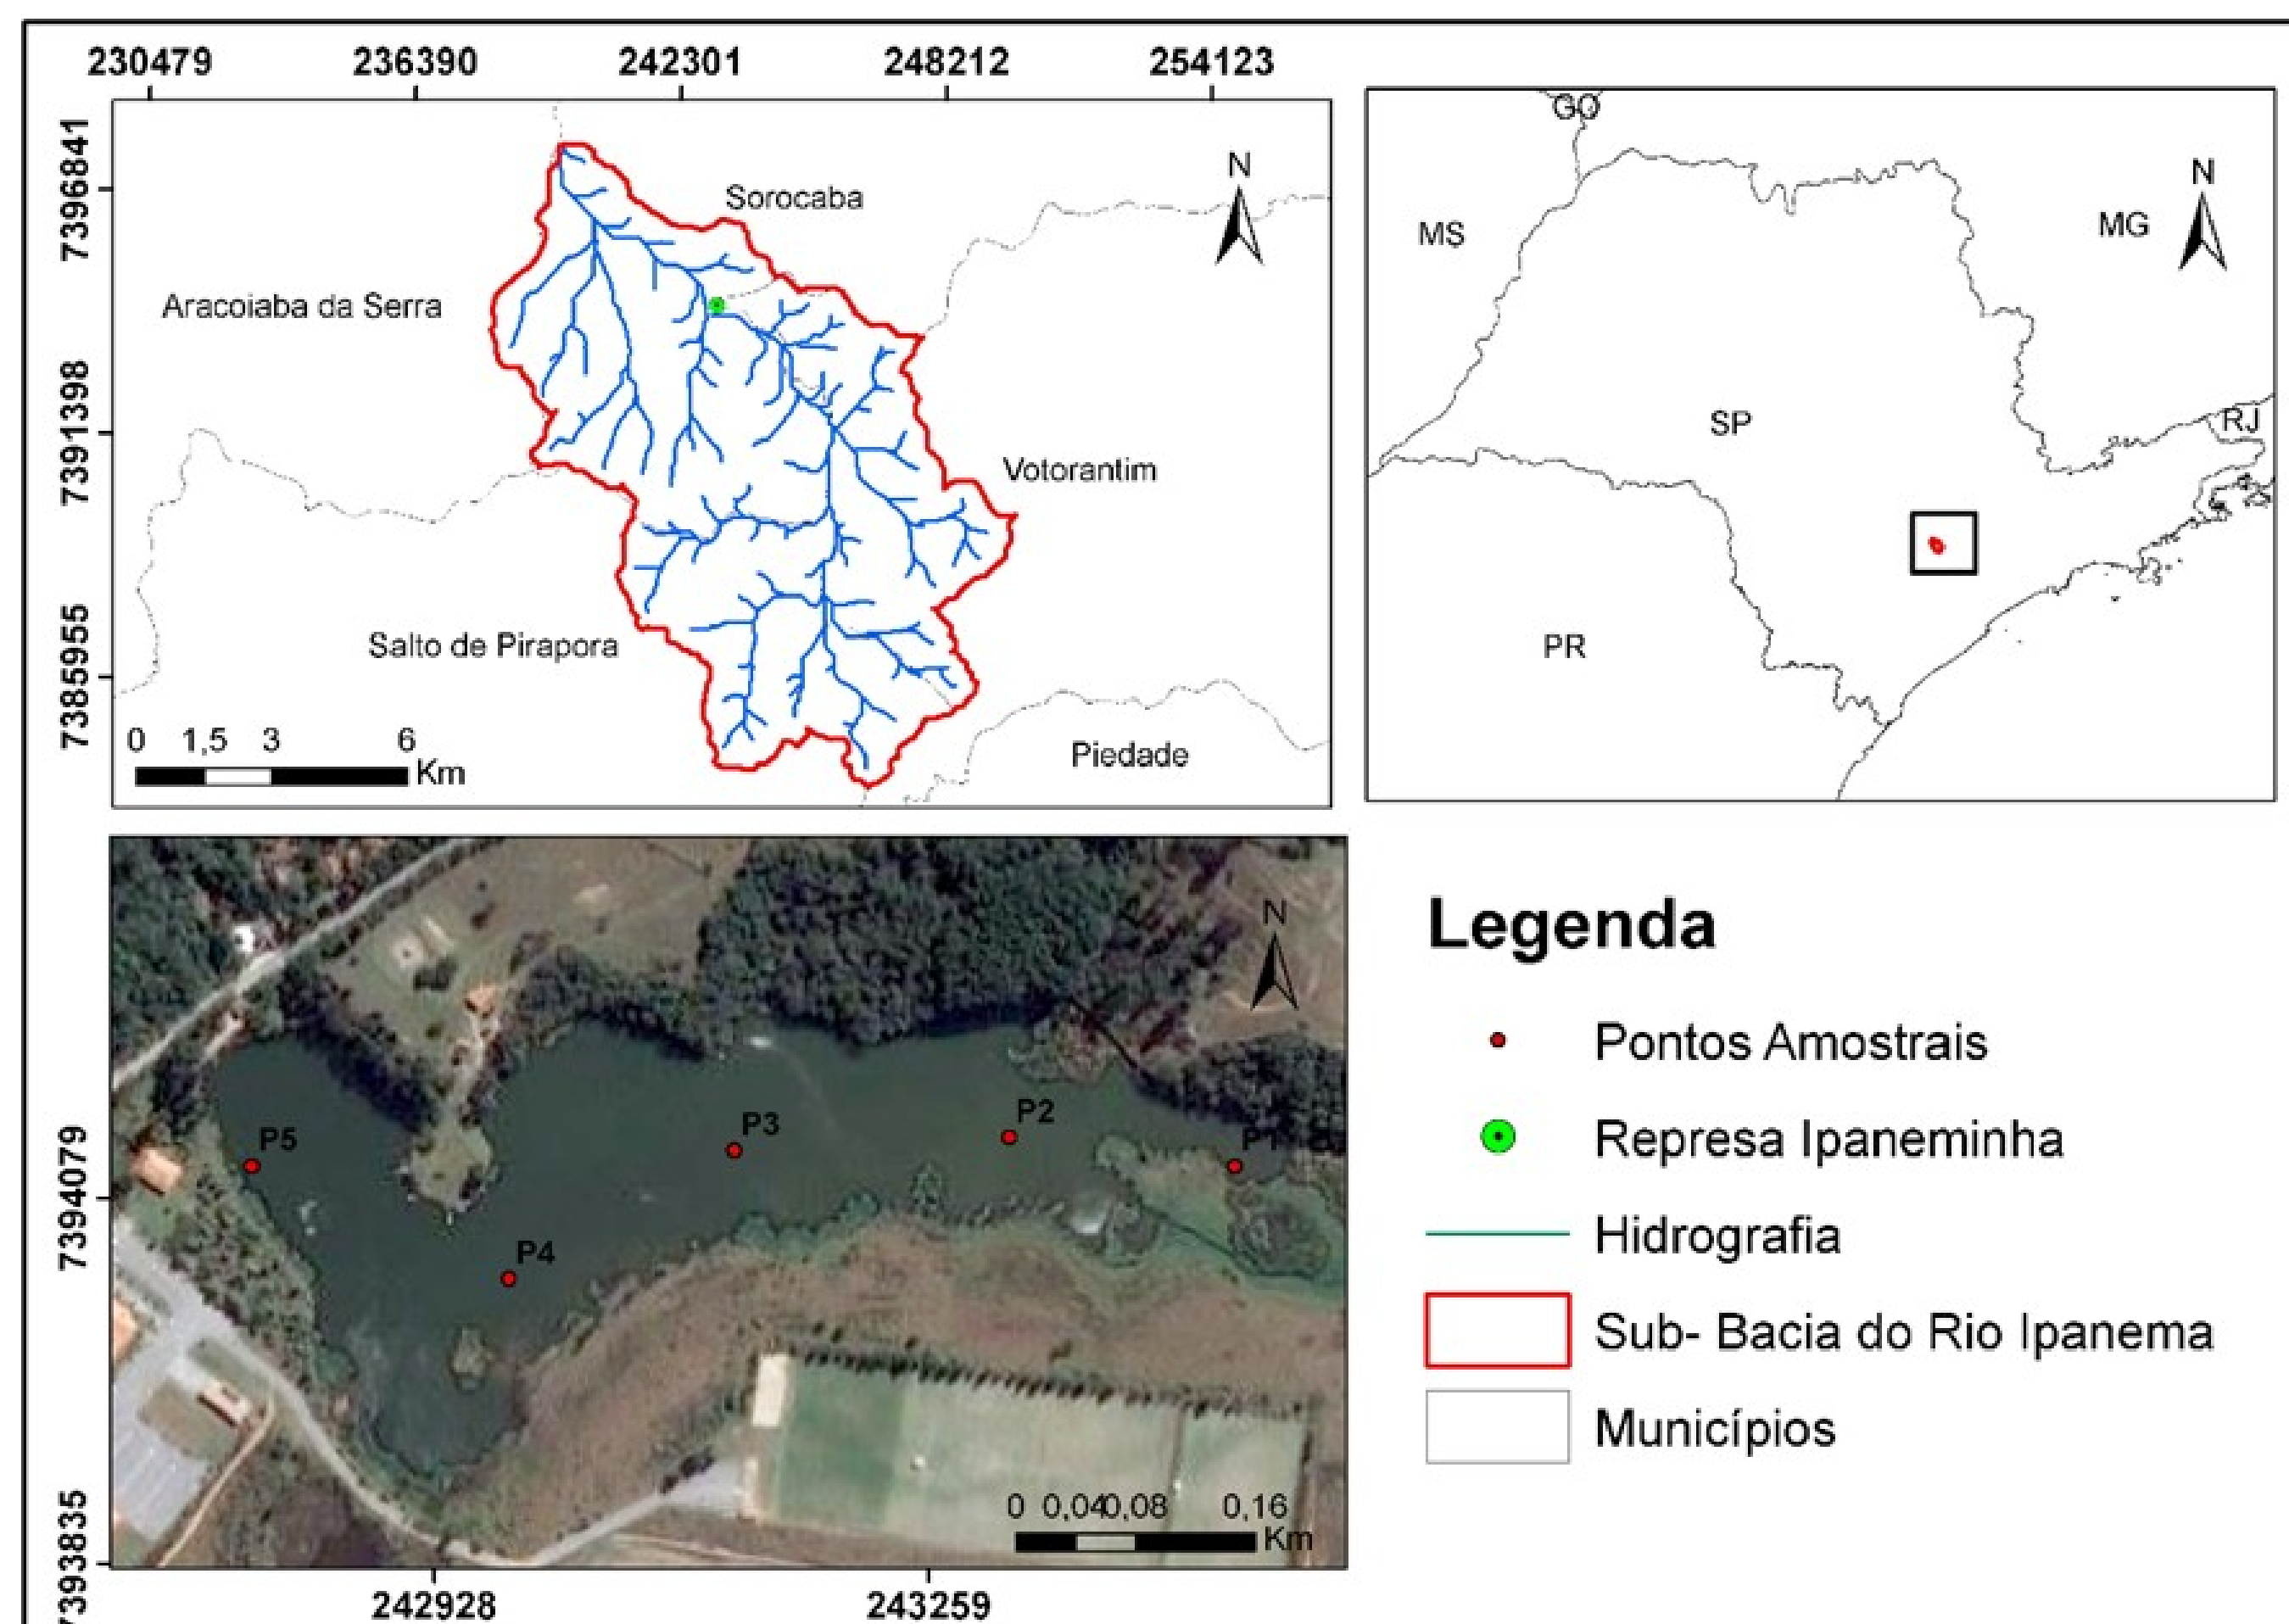 230479 236390 242301 248212 254123
7396841
7391398
7385955
N
Sorocaba
Aracoiaba da Serra
Votorantim
Salto de Pirapora
Piedade
0 1,5 3 6
Km
GO
N
MS
MG
SP
RJ
PR
N
P5
P3
P2
P1
P4
7394079
7393835
0 0,04 0,08 0,16
Km
242928 243259
Legenda
Pontos Amostrais
Represa Ipaneminha
Hidrografia
Sub- Bacia do Rio Ipanema
Municípios